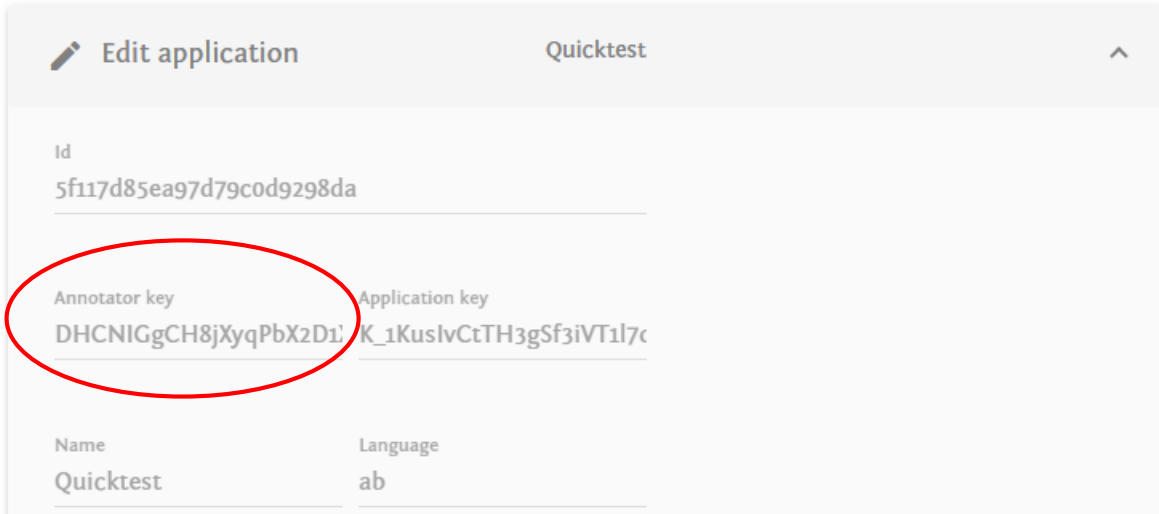 Edit application Quicktest
Id
5f117d85ea97d79c0d9298da
Annotator key Application key
DHCNIGgCH8jXyqPbX2D1 K_1KusIvCtTH3gSf3iVT1l7
Name Language
Quicktest ab